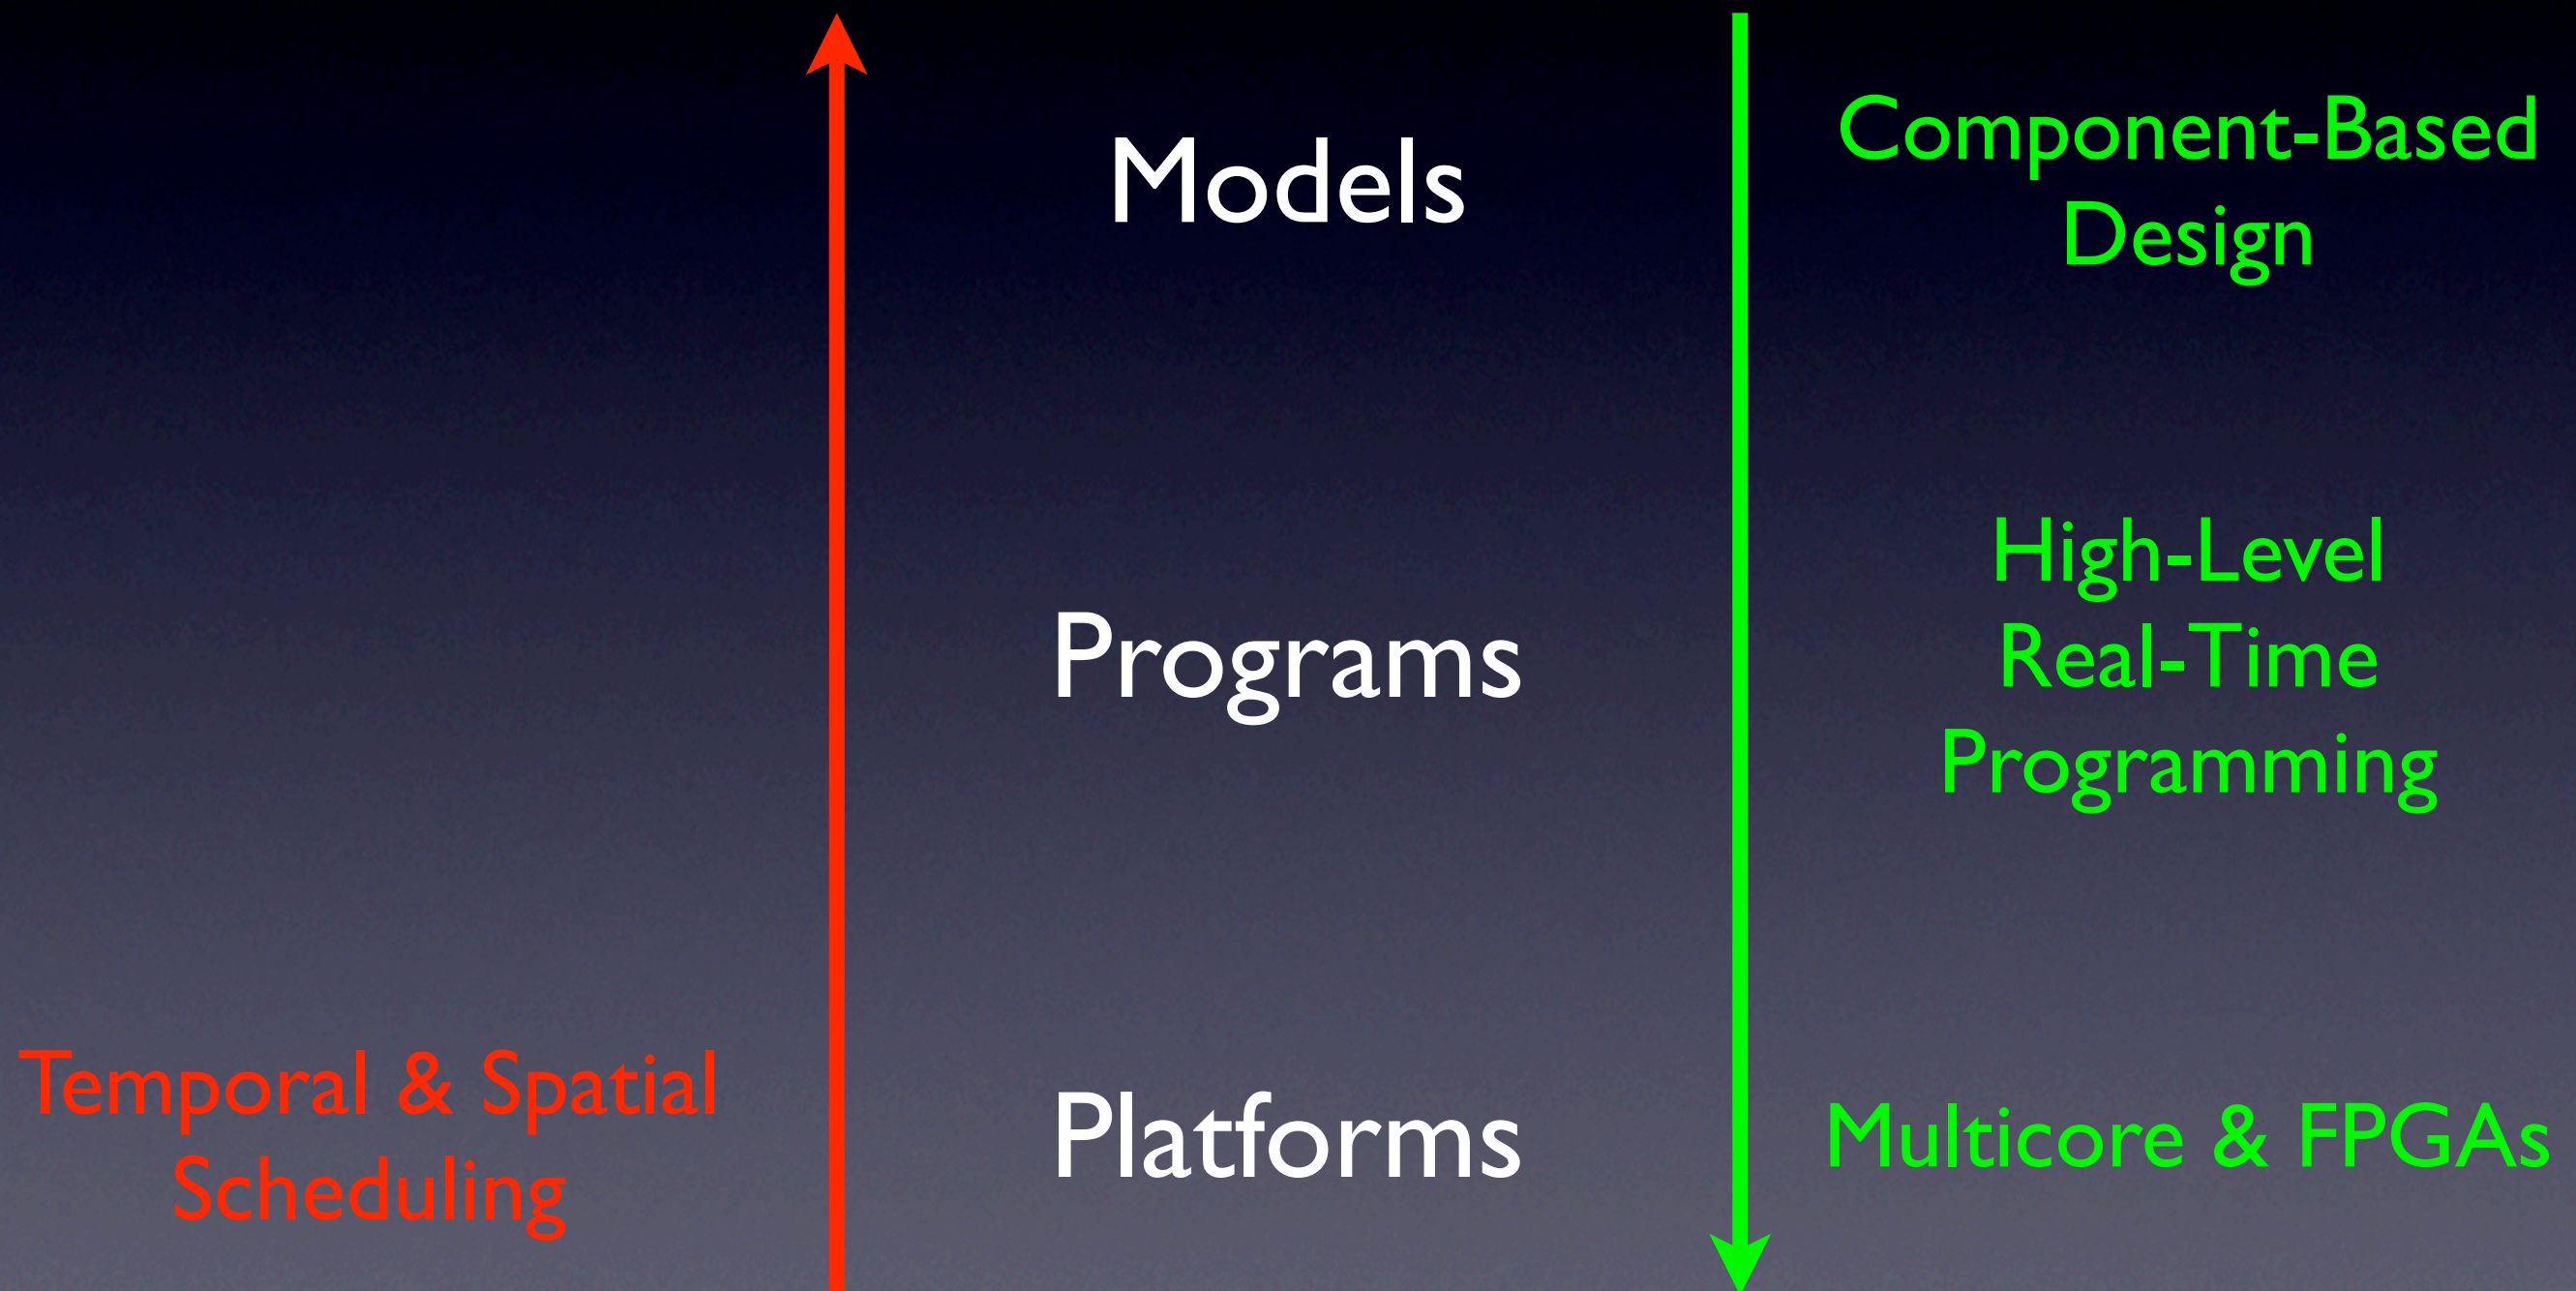 Models
Component-Based
Design
Programs
High-Level
Real-Time
Programming
Temporal & Spatial
Scheduling
Platforms
Multicore & FPGAs